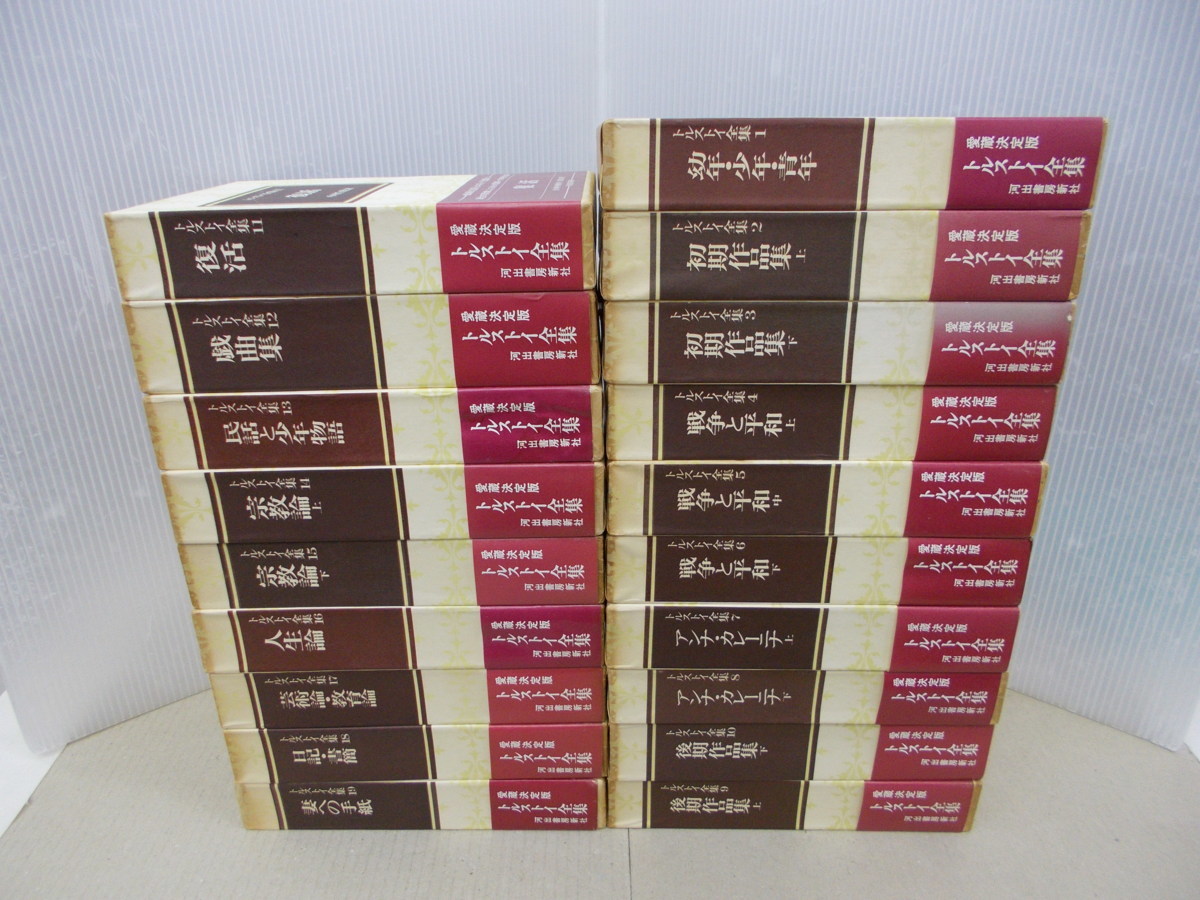 トルストイ全集11
復活
愛蔵決定版
トルストイ全集
河出書房新社
トルストイ全集12
戯曲集
愛蔵決定版
トルストイ全集
河出書房新社
トルストイ全集13
民話と少年物語
愛蔵決定版
トルストイ全集
河出書房新社
トルストイ全集14
宗教論上
愛蔵決定版
トルストイ全集
河出書房新社
トルストイ全集15
宗教論下
愛蔵決定版
トルストイ全集
河出書房新社
トルストイ全集16
人生論
愛蔵決定版
トルストイ全集
河出書房新社
トルストイ全集17
芸術論・教育論
愛蔵決定版
トルストイ全集
河出書房新社
トルストイ全集18
日記・書簡
愛蔵決定版
トルストイ全集
河出書房新社
トルストイ全集19
妻への手紙
愛蔵決定版
トルストイ全集
河出書房新社
トルストイ全集1
幼年・少年・青年
愛蔵決定版
トルストイ全集
河出書房新社
トルストイ全集2
初期作品集上
愛蔵決定版
トルストイ全集
河出書房新社
トルストイ全集3
初期作品集下
愛蔵決定版
トルストイ全集
河出書房新社
トルストイ全集4
戦争と平和上
愛蔵決定版
トルストイ全集
河出書房新社
トルストイ全集5
戦争と平和中
愛蔵決定版
トルストイ全集
河出書房新社
トルストイ全集6
戦争と平和下
愛蔵決定版
トルストイ全集
河出書房新社
トルストイ全集7
アンナ・カレーニナ上
愛蔵決定版
トルストイ全集
河出書房新社
トルストイ全集8
アンナ・カレーニナ下
愛蔵決定版
トルストイ全集
河出書房新社
トルストイ全集10
後期作品集下
愛蔵決定版
トルストイ全集
河出書房新社
トルストイ全集9
後期作品集上
愛蔵決定版
トルストイ全集
河出書房新社